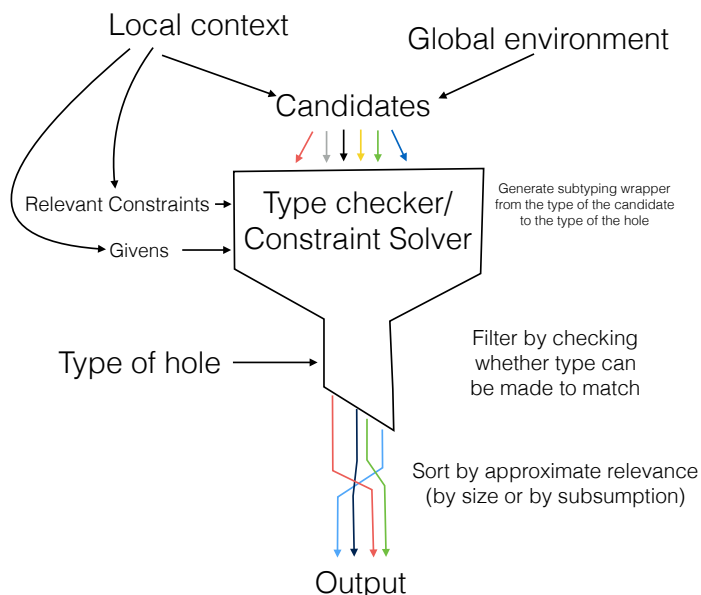 Local context
Global environment
Candidates
Relevant Constraints
Givens
Type checker/
Constraint Solver
Generate subtyping wrapper
from the type of the candidate
to the type of the hole
Type of hole
Filter by checking
whether type can
be made to match
Sort by approximate relevance
(by size or by subsumption)
Output